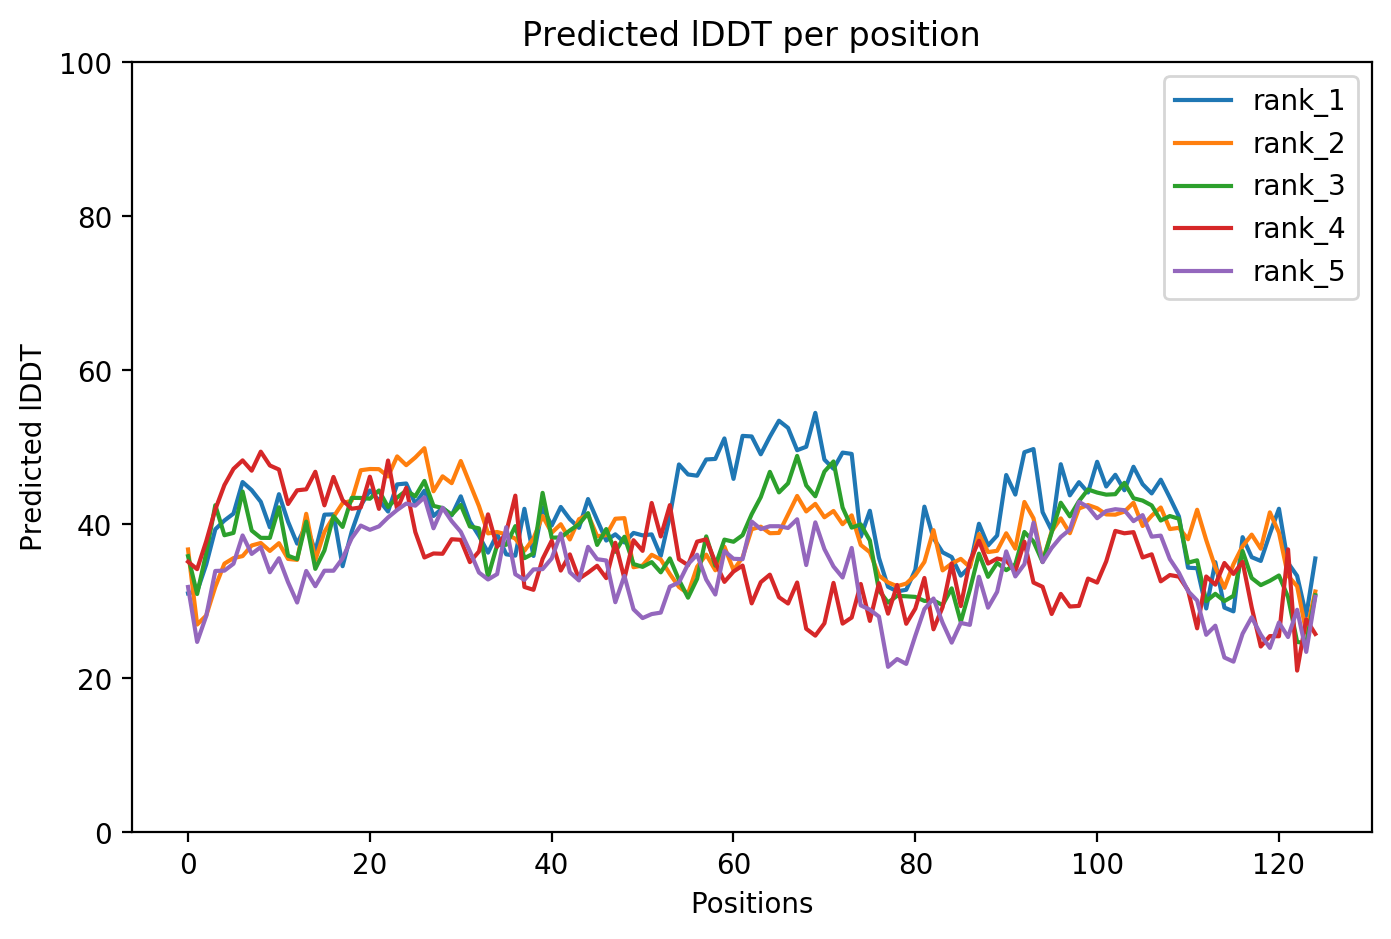 Predicted lDDT per position
100
80
60
40
20
0
Predicted lDDT
rank_1
rank_2
rank_3
rank_4
rank_5
0 20 40 60 80 100 120
Positions